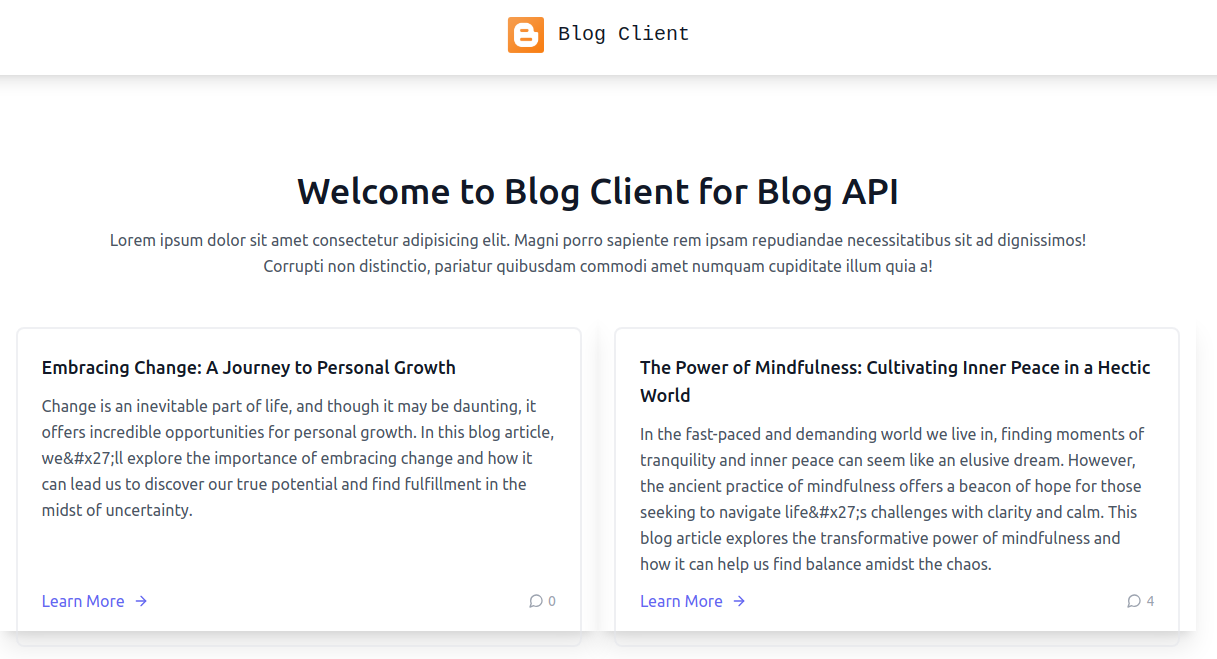 Blog Client
Welcome to Blog Client for Blog API
Lorem ipsum dolor sit amet consectetur adipisicing elit. Magni porro sapiente rem ipsam repudiandae necessitatibus sit ad dignissimos!
Corrupti non distinctio, pariatur quibusdam commodi amet numquam cupiditate illum quia a!
Embracing Change: A Journey to Personal Growth
Change is an inevitable part of life, and though it may be daunting, it
offers incredible opportunities for personal growth. In this blog article,
we&#x27;ll explore the importance of embracing change and how it
can lead us to discover our true potential and find fulfillment in the
midst of uncertainty.
Learn More →
0
The Power of Mindfulness: Cultivating Inner Peace in a Hectic
World
In the fast-paced and demanding world we live in, finding moments of
tranquility and inner peace can seem like an elusive dream. However,
the ancient practice of mindfulness offers a beacon of hope for those
seeking to navigate life&#x27;s challenges with clarity and calm. This
blog article explores the transformative power of mindfulness and
how it can help us find balance amidst the chaos.
Learn More →
4